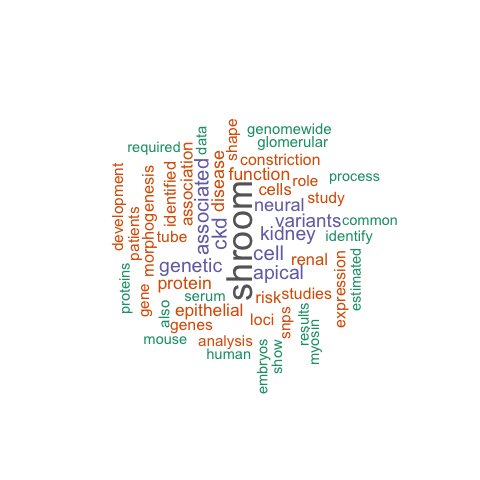 genomewide
glomerular
required
data
shape
constriction
function
process
role
cells
study
association
identified
disease
associated
morphogenesis
development
patients
neural
variants
common
ckd
kidney
identify
tube
shroom
cell
renal
genetic
apical
expression
estimated
proteins
gene
protein
serum
risk
studies
also
epithelial
loci
snps
results
genes
myosin
mouse
analysis
human
embryos
show